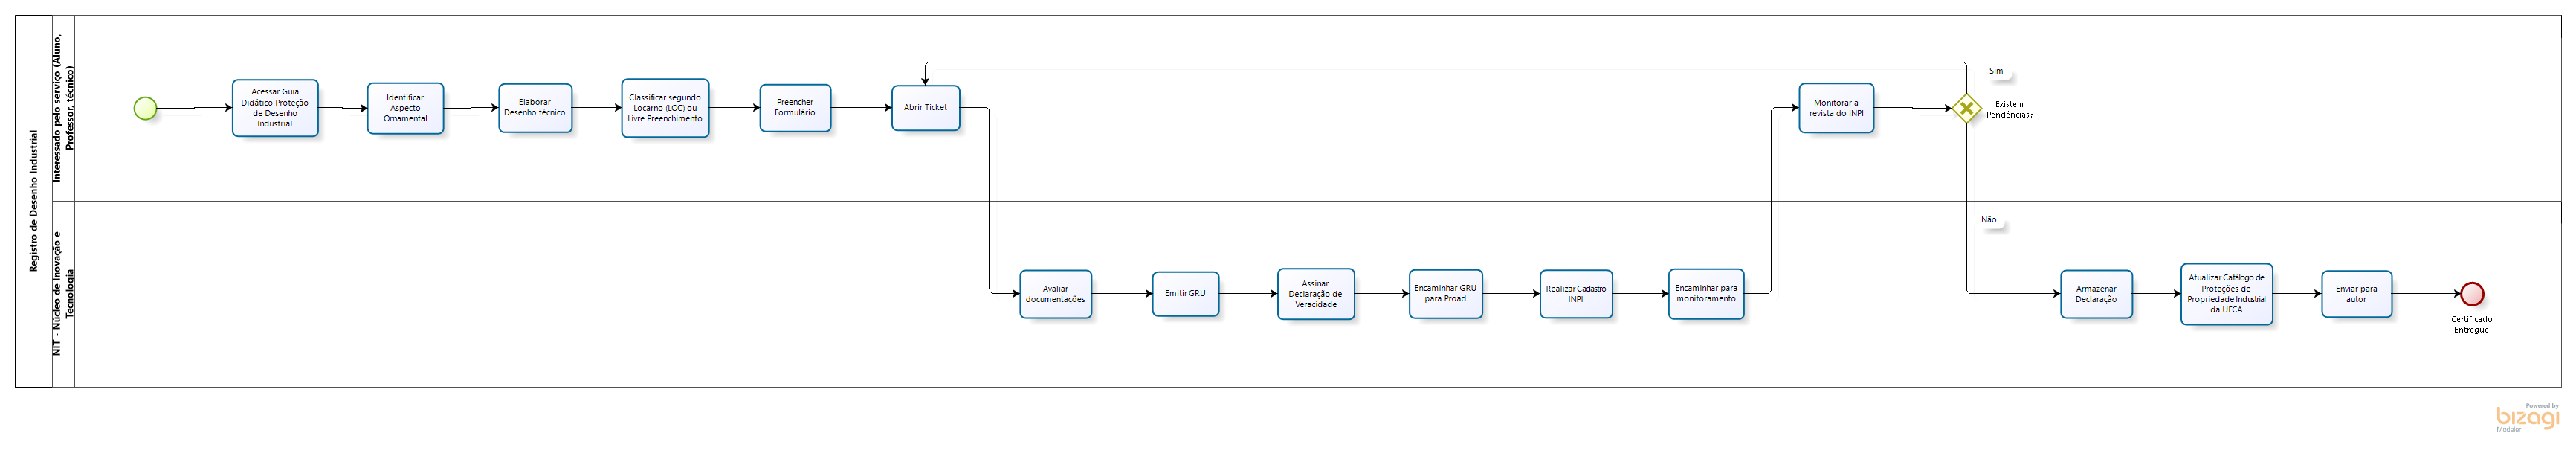 Registro de Desenho Industrial
Interessado pelo serviço (Aluno,
Professor, técnico)
Acessar Guia
Didático Proteção
de Desenho
Industrial
Identificar
Aspecto
Ornamental
Elaborar
Desenho técnico
Classificar segundo
Locarno (LOC) ou
Livre Preenchimento
Preencher
Formulário
Abrir Ticket
Monitorar a
revista do INPI
Sim
Existem
Pendências?
NIT - Núcleo de Inovação e
Tecnologia
Avaliar
documentações
Emitir GRU
Assinar
Declaração de
Veracidade
Encaminhar GRU
para Proad
Realizar Cadastro
INPI
Encaminhar para
monitoramento
Não
Armazenar
Declaração
Atualizar Catálogo de
Proteções de
Propriedade Industrial
da UFCA
Enviar para
autor
Certificado
Entregue
Powered by
bizagi
Modeler